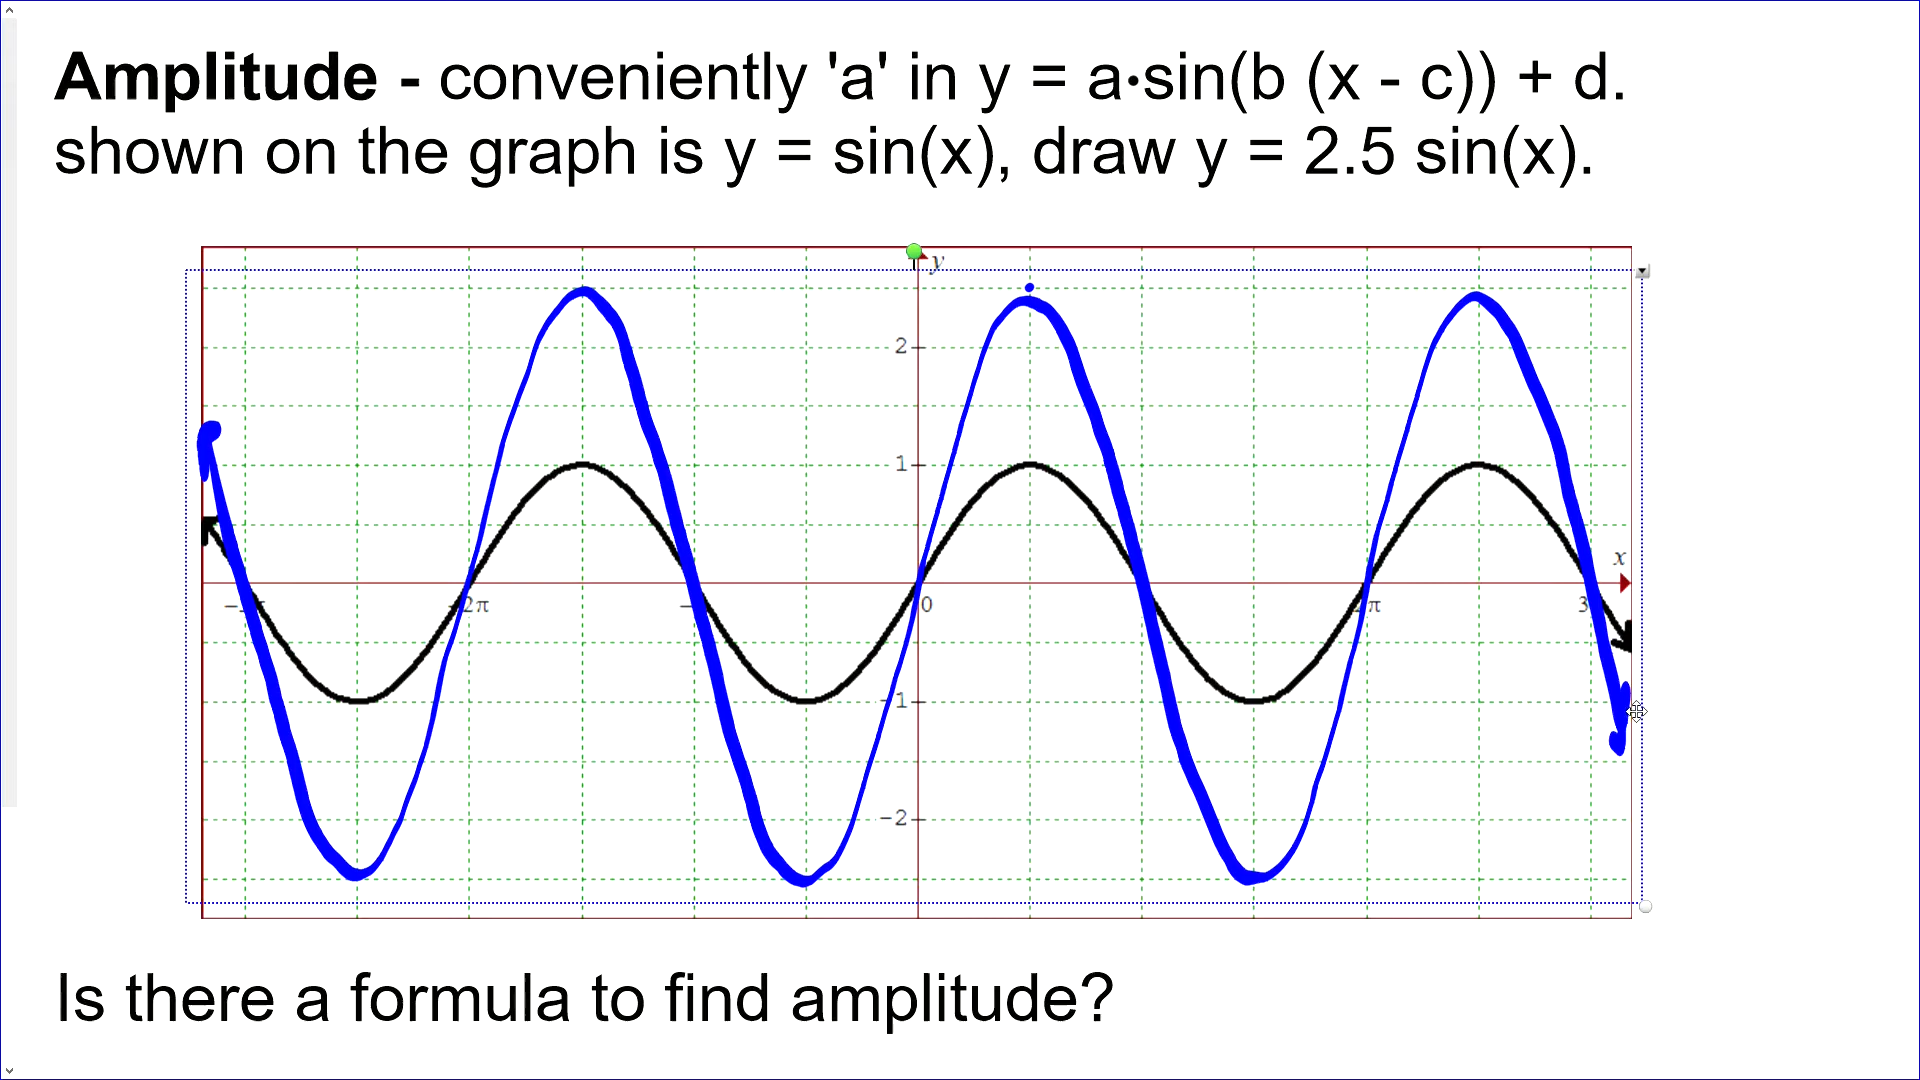 Amplitude - conveniently 'a' in y = a·sin(b (x - c)) + d.
shown on the graph is y = sin(x), draw y = 2.5 sin(x).
y
2
1
x
2π
0
π
3
-1
-2
Is there a formula to find amplitude?